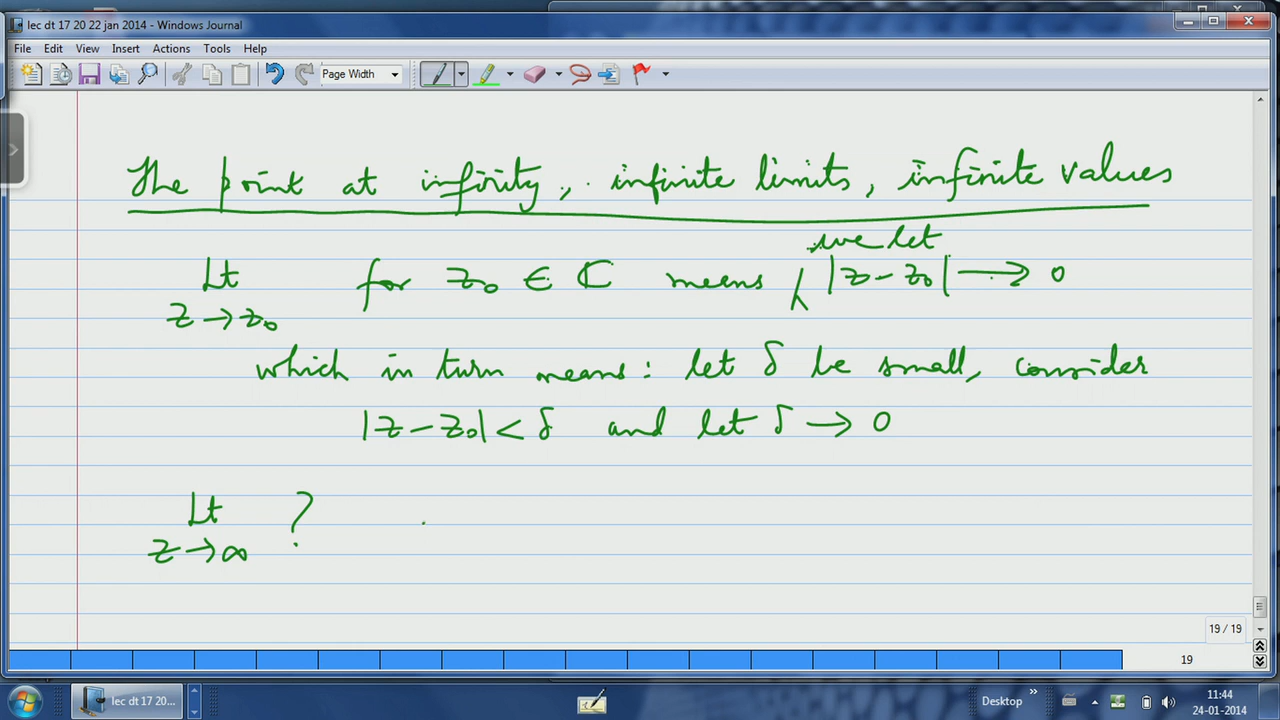 lec dt 17 20 22 jan 2014 - Windows Journal
File Edit View Insert Actions Tools Help
Page Width
The point at infinity, infinite limits, infinite values
we let
Lt for z₀ ∈ ℂ means |z - z₀| → 0
z → z₀
which in turn means: let δ be small, consider
|z - z₀| < δ and let δ → 0
Lt ?
z → ∞
19 / 19
19
lec dt 17 20...
Desktop
11:44
24-01-2014